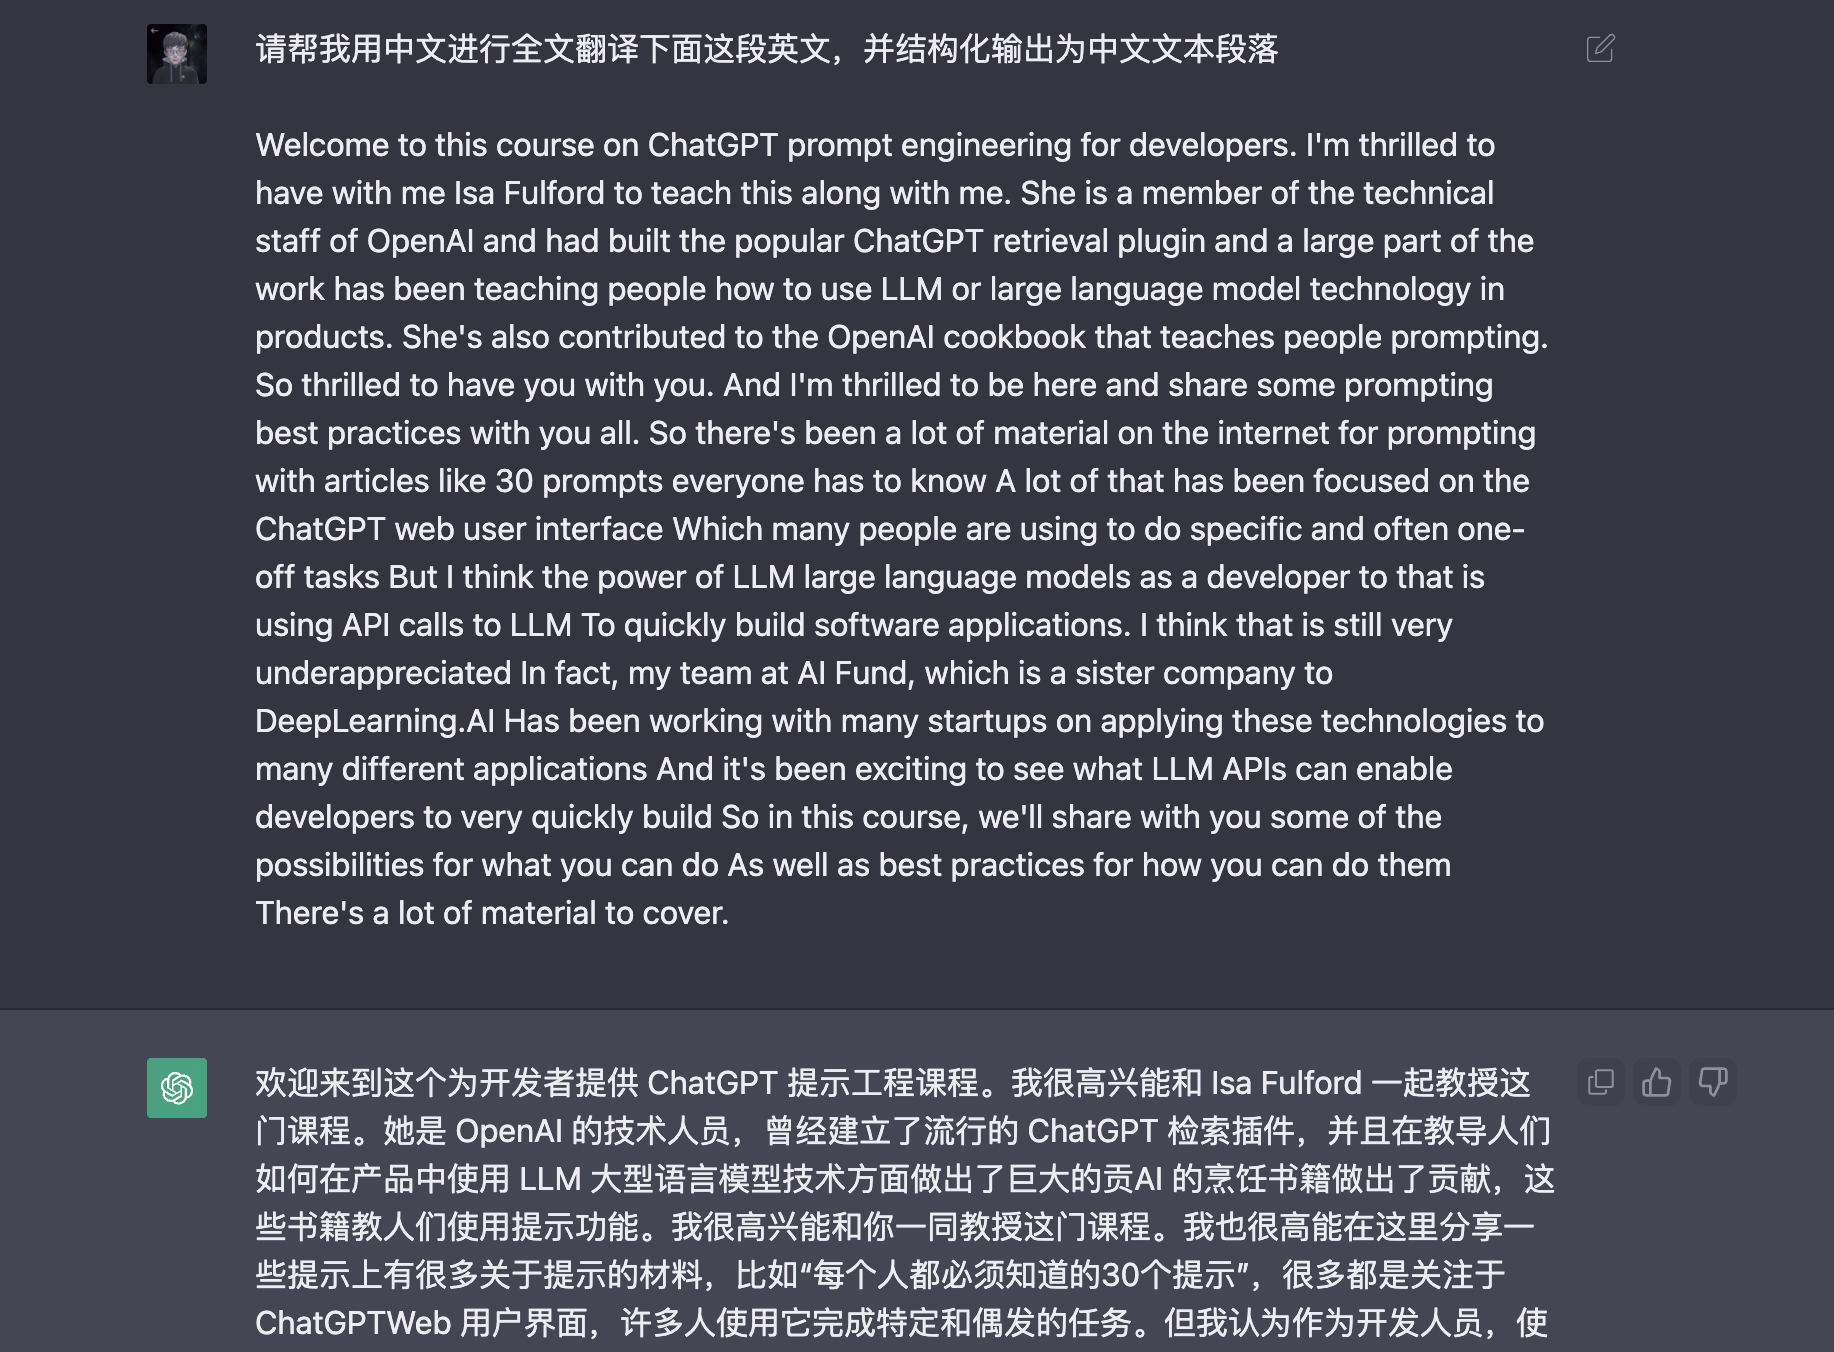 请帮我用中文进行全文翻译下面这段英文，并结构化输出为中文文本段落
Welcome to this course on ChatGPT prompt engineering for developers. I'm thrilled to
have with me Isa Fulford to teach this along with me. She is a member of the technical
staff of OpenAI and had built the popular ChatGPT retrieval plugin and a large part of the
work has been teaching people how to use LLM or large language model technology in
products. She's also contributed to the OpenAI cookbook that teaches people prompting.
So thrilled to have you with you. And I'm thrilled to be here and share some prompting
best practices with you all. So there's been a lot of material on the internet for prompting
with articles like 30 prompts everyone has to know A lot of that has been focused on the
ChatGPT web user interface Which many people are using to do specific and often one-
off tasks But I think the power of LLM large language models as a developer to that is
using API calls to LLM To quickly build software applications. I think that is still very
underappreciated In fact, my team at AI Fund, which is a sister company to
DeepLearning.AI Has been working with many startups on applying these technologies to
many different applications And it's been exciting to see what LLM APIs can enable
developers to very quickly build So in this course, we'll share with you some of the
possibilities for what you can do As well as best practices for how you can do them
There's a lot of material to cover.
欢迎来到这个为开发者提供 ChatGPT 提示工程课程。我很高兴能和 Isa Fulford 一起教授这
门课程。她是 OpenAI 的技术人员，曾经建立了流行的 ChatGPT 检索插件，并且在教导人们
如何在产品中使用 LLM 大型语言模型技术方面做出了巨大的贡AI 的烹饪书籍做出了贡献，这
些书籍教人们使用提示功能。我很高兴能和你一同教授这门课程。我也很高能在这里分享一
些提示上有很多关于提示的材料，比如“每个人都必须知道的30个提示”，很多都是关注于
ChatGPTWeb 用户界面，许多人使用它完成特定和偶发的任务。但我认为作为开发人员，使